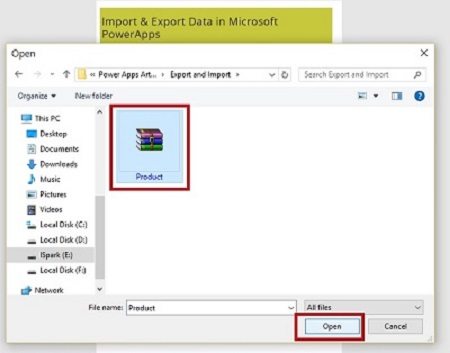 Import & Export Data in Microsoft
PowerApps
Open
« Power Apps Art... › Export and Import ›
Search Export and Import
Organize
New folder
This PC
Desktop
Documents
Downloads
Music
Pictures
Videos
Local Disk (C:)
Local Disk (D:)
iSpark (E:)
Local Disk (F:)
Network
Product
File name: Product
All files
Open
Cancel